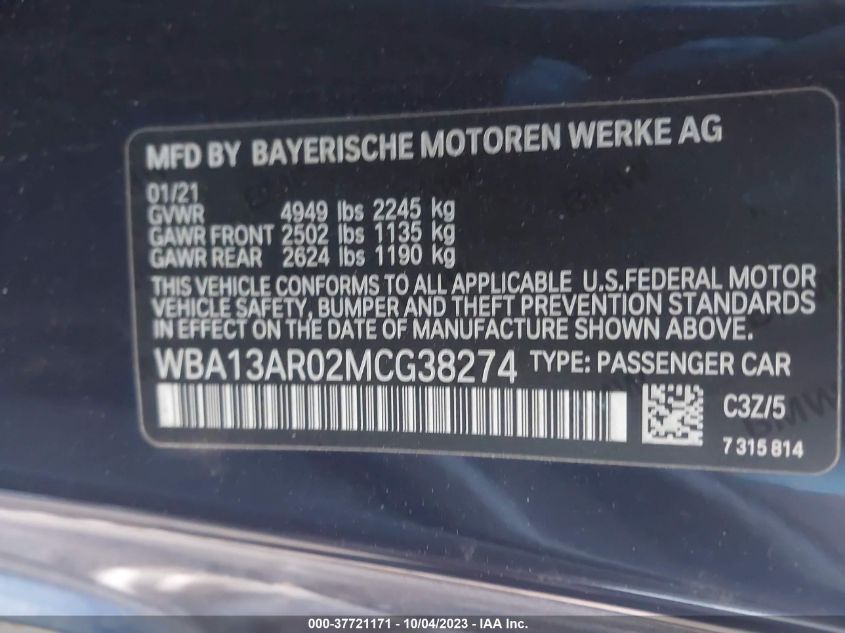 MFD BY BAYERISCHE MOTOREN WERKE AG
01/21
GVWR 4949 lbs 2245 kg
GAWR FRONT 2502 lbs 1135 kg
GAWR REAR 2624 lbs 1190 kg
THIS VEHICLE CONFORMS TO ALL APPLICABLE U.S.FEDERAL MOTOR
VEHICLE SAFETY, BUMPER AND THEFT PREVENTION STANDARDS
IN EFFECT ON THE DATE OF MANUFACTURE SHOWN ABOVE.
WBA13AR02MCG38274 TYPE: PASSENGER CAR
C3Z/5
7 315 814
000-37721171 - 10/04/2023 - IAA Inc.